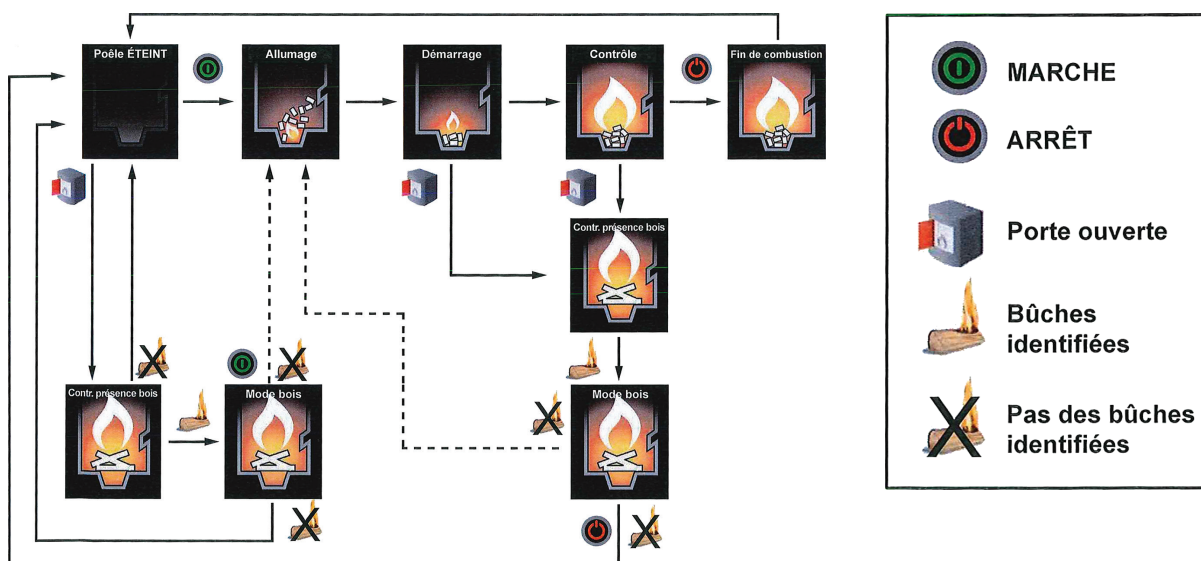 Poêle ÉTEINT
Allumage
Démarrage
Contrôle
Fin de combustion
Contr. présence bois
Contr. présence bois
Mode bois
Mode bois
MARCHE
ARRÊT
Porte ouverte
Bûches
identifiées
Pas des bûches
identifiées